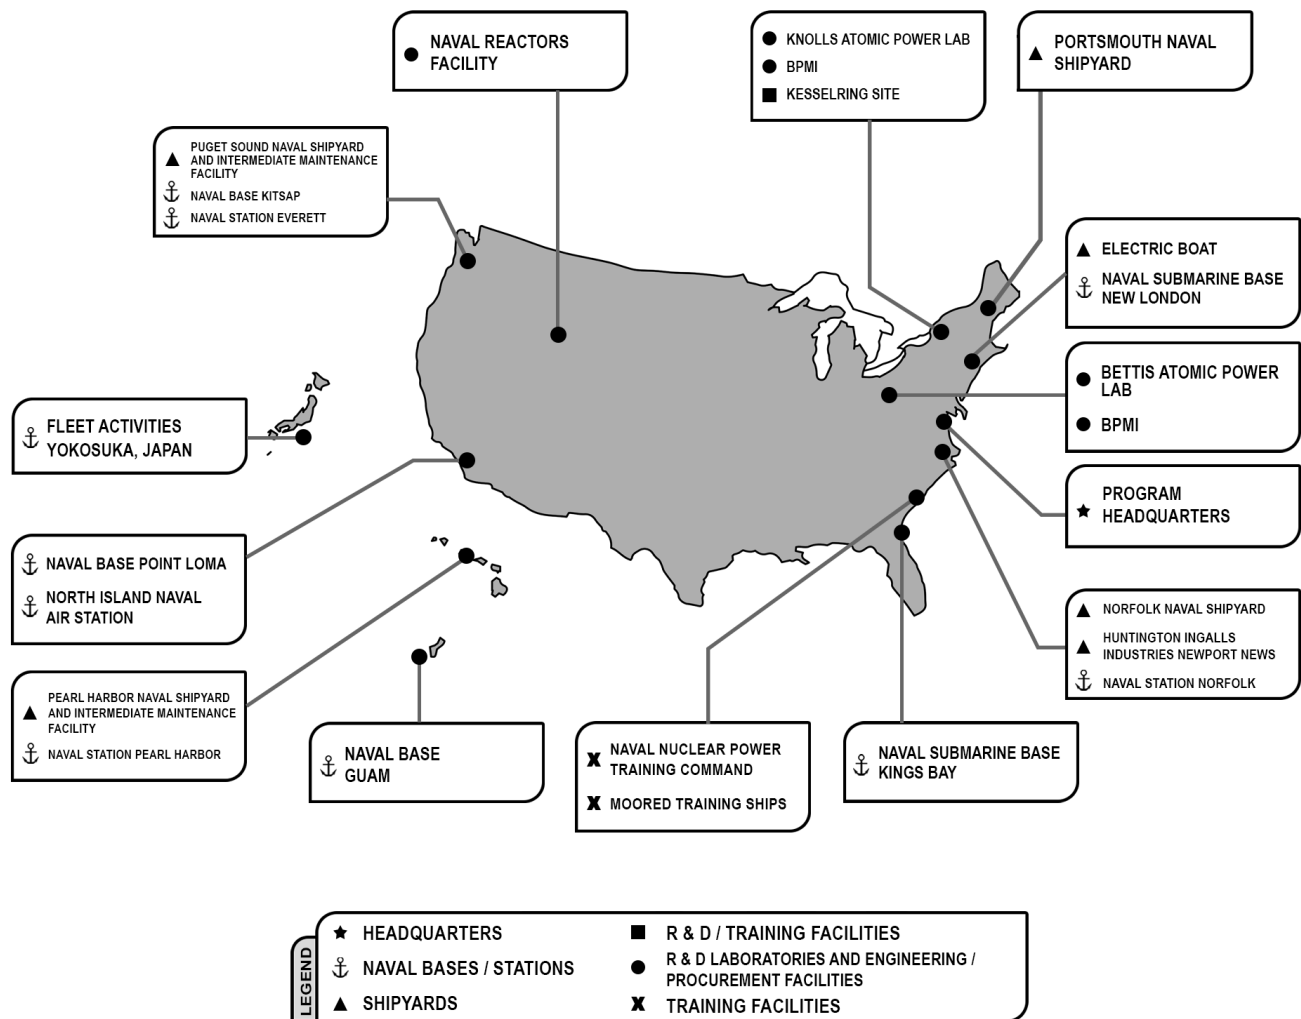 NAVAL REACTORS
FACILITY
KNOLLS ATOMIC POWER LAB
BPMI
KESSELRING SITE
PORTSMOUTH NAVAL
SHIPYARD
PUGET SOUND NAVAL SHIPYARD
AND INTERMEDIATE MAINTENANCE
FACILITY
NAVAL BASE KITSAP
NAVAL STATION EVERETT
ELECTRIC BOAT
NAVAL SUBMARINE BASE
NEW LONDON
BETTIS ATOMIC POWER
LAB
BPMI
FLEET ACTIVITIES
YOKOSUKA, JAPAN
PROGRAM
HEADQUARTERS
NAVAL BASE POINT LOMA
NORTH ISLAND NAVAL
AIR STATION
NORFOLK NAVAL SHIPYARD
HUNTINGTON INGALLS
INDUSTRIES NEWPORT NEWS
NAVAL STATION NORFOLK
PEARL HARBOR NAVAL SHIPYARD
AND INTERMEDIATE MAINTENANCE
FACILITY
NAVAL STATION PEARL HARBOR
NAVAL BASE
GUAM
NAVAL NUCLEAR POWER
TRAINING COMMAND
MOORED TRAINING SHIPS
NAVAL SUBMARINE BASE
KINGS BAY
LEGEND
HEADQUARTERS
NAVAL BASES / STATIONS
SHIPYARDS
R & D / TRAINING FACILITIES
R & D LABORATORIES AND ENGINEERING /
PROCUREMENT FACILITIES
TRAINING FACILITIES